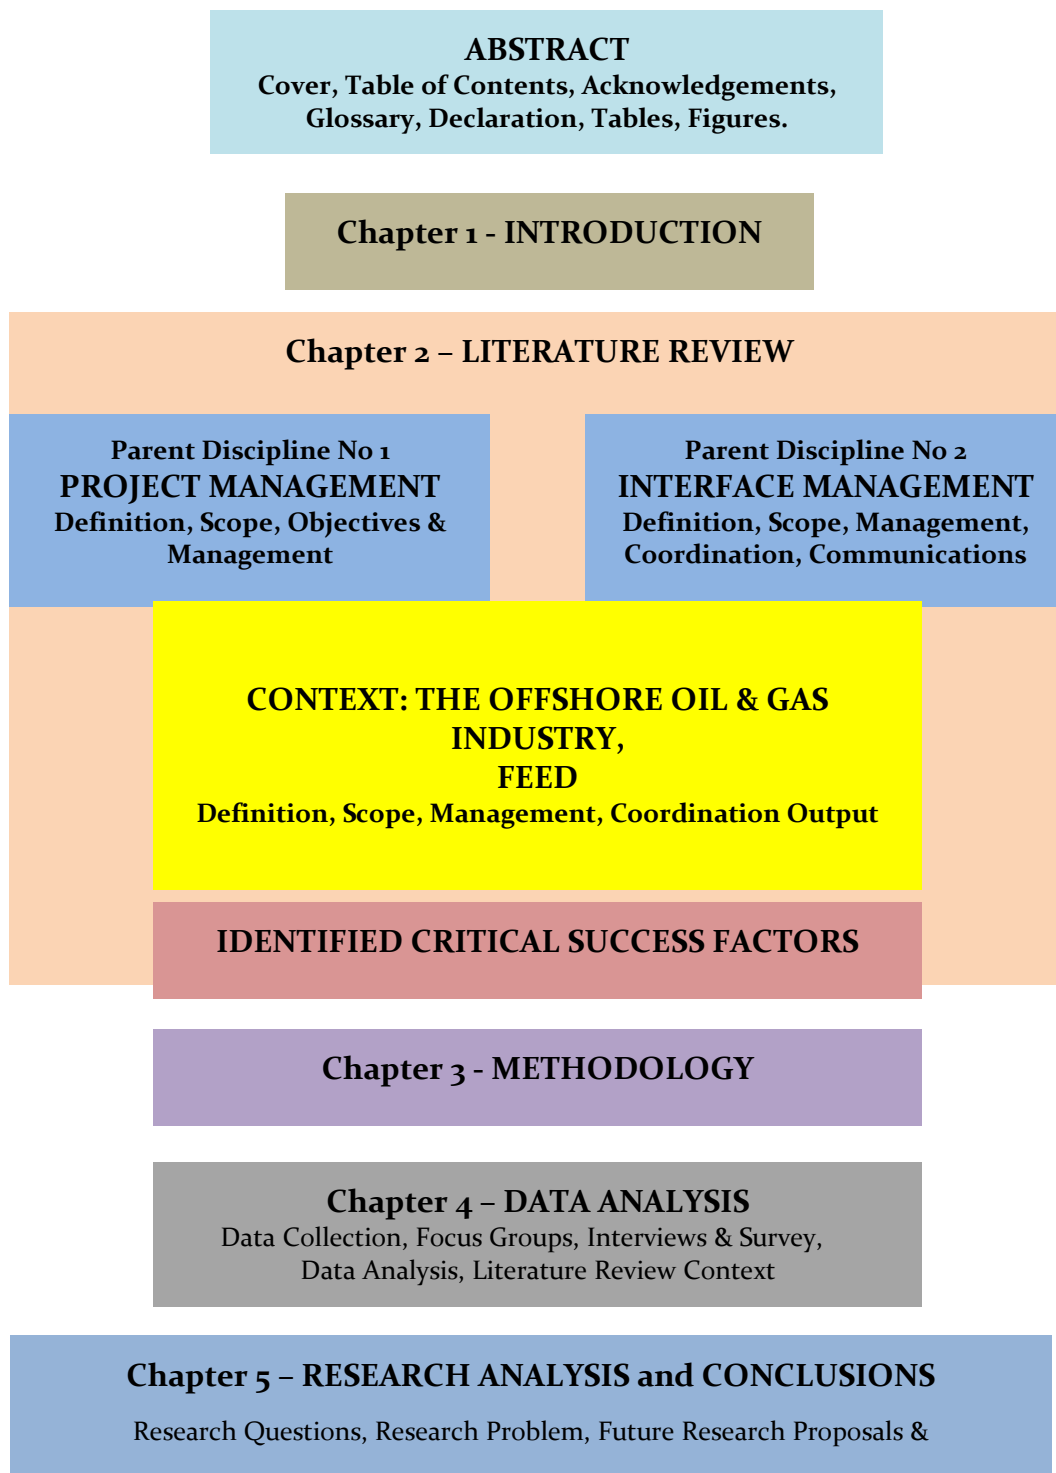 ABSTRACT
Cover, Table of Contents, Acknowledgements,
Glossary, Declaration, Tables, Figures.
Chapter 1 - INTRODUCTION
Chapter 2 – LITERATURE REVIEW
Parent Discipline No 1
PROJECT MANAGEMENT
Definition, Scope, Objectives &
Management
Parent Discipline No 2
INTERFACE MANAGEMENT
Definition, Scope, Management,
Coordination, Communications
CONTEXT: THE OFFSHORE OIL & GAS
INDUSTRY,
FEED
Definition, Scope, Management, Coordination Output
IDENTIFIED CRITICAL SUCCESS FACTORS
Chapter 3 - METHODOLOGY
Chapter 4 – DATA ANALYSIS
Data Collection, Focus Groups, Interviews & Survey,
Data Analysis, Literature Review Context
Chapter 5 – RESEARCH ANALYSIS and CONCLUSIONS
Research Questions, Research Problem, Future Research Proposals &